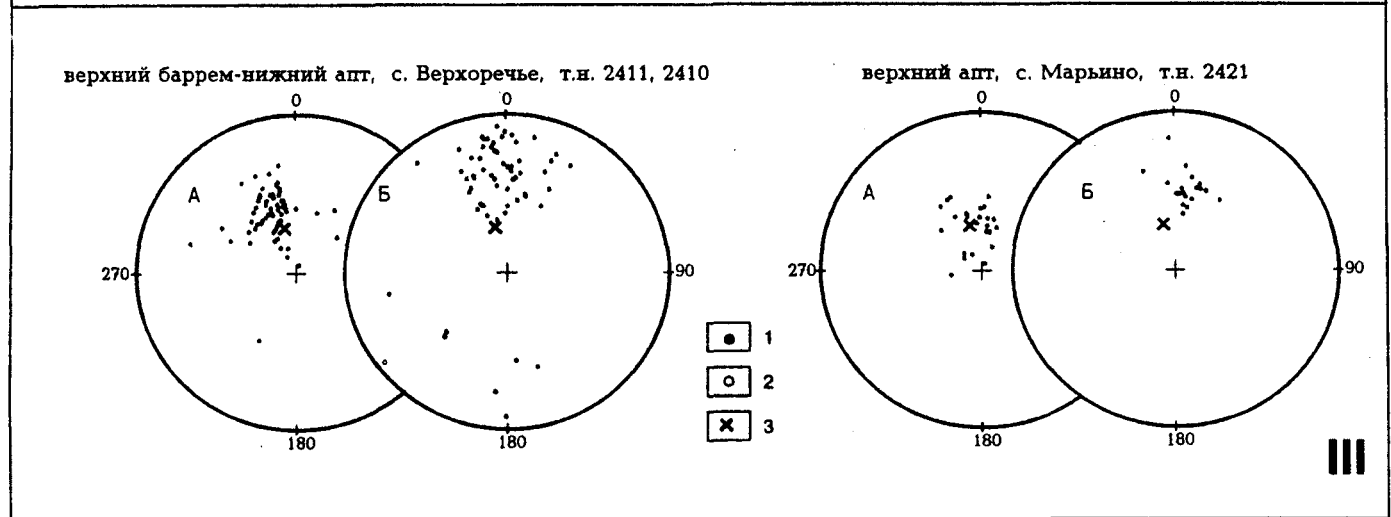 верхний баррем-нижний апт, с. Верхоречье, т.н. 2411, 2410
верхний апт, с. Марьино, т.н. 2421
0
0
0
0
А
Б
А
Б
270
90
270
90
1
2
3
180
180
180
180
III